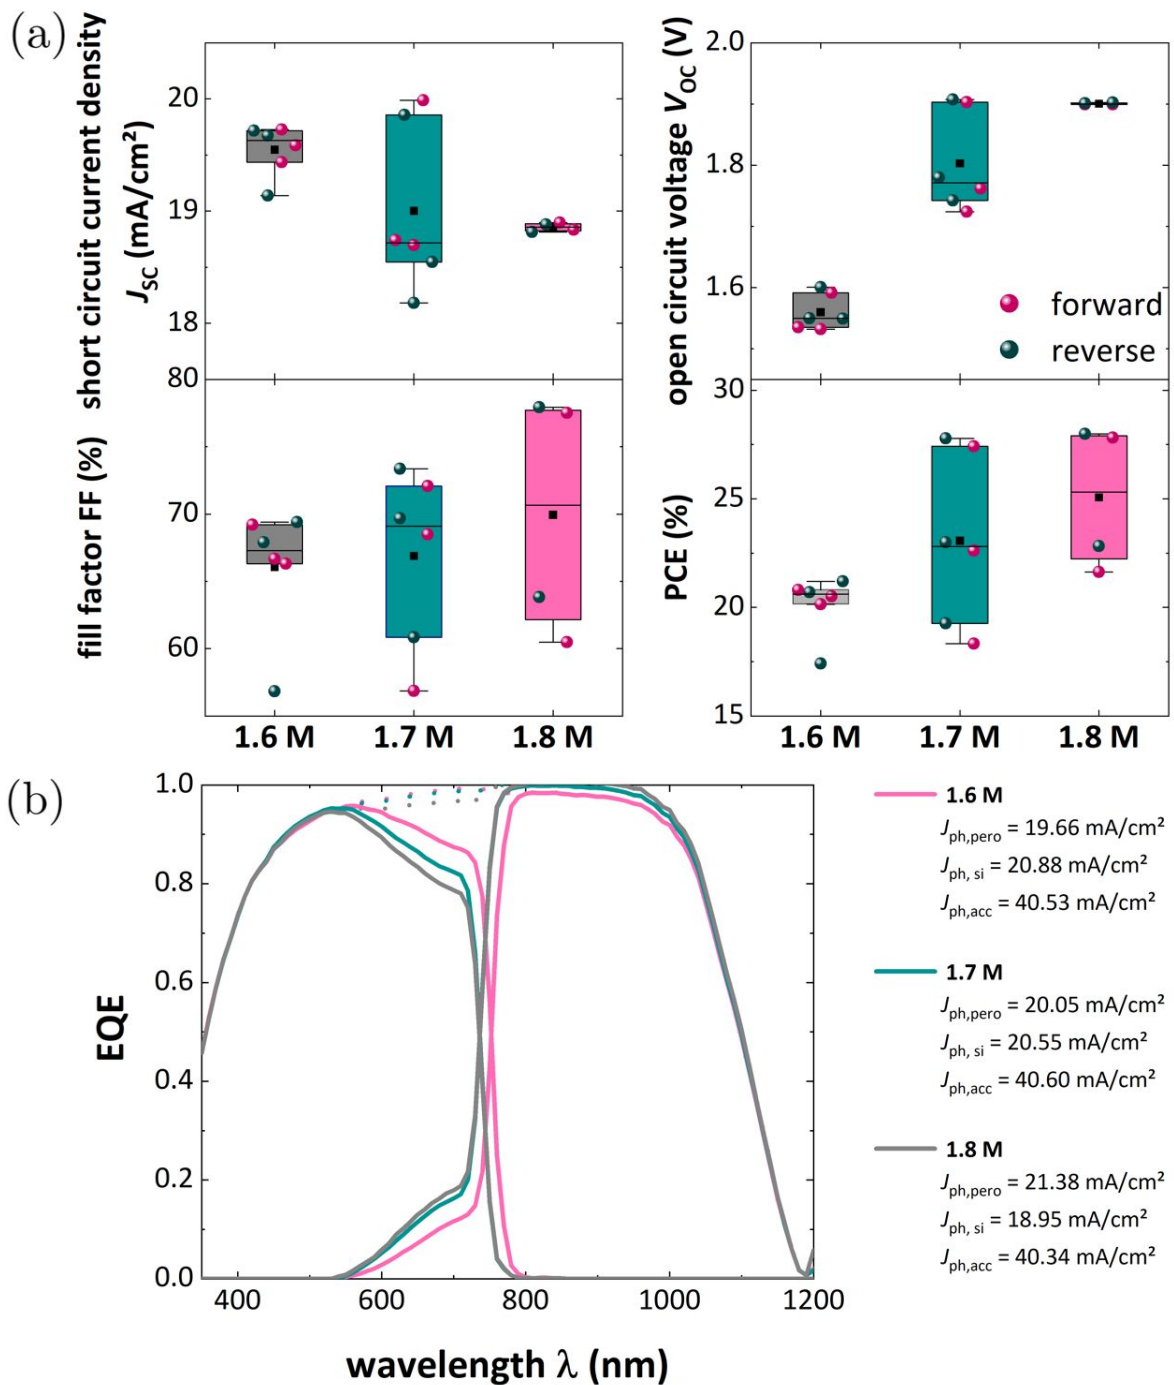 (a)
short circuit current density
J_SC (mA/cm²)
20
19
18
open circuit voltage V_OC (V)
2.0
1.8
1.6
forward
reverse
fill factor FF (%)
80
70
60
1.6 M 1.7 M 1.8 M
PCE (%)
30
25
20
15
1.6 M 1.7 M 1.8 M
(b)
EQE
1.0
0.8
0.6
0.4
0.2
0.0
400 600 800 1000 1200
wavelength λ (nm)
1.6 M
J_ph,pero = 19.66 mA/cm²
J_ph, si = 20.88 mA/cm²
J_ph,acc = 40.53 mA/cm²
1.7 M
J_ph,pero = 20.05 mA/cm²
J_ph, si = 20.55 mA/cm²
J_ph,acc = 40.60 mA/cm²
1.8 M
J_ph,pero = 21.38 mA/cm²
J_ph, si = 18.95 mA/cm²
J_ph,acc = 40.34 mA/cm²